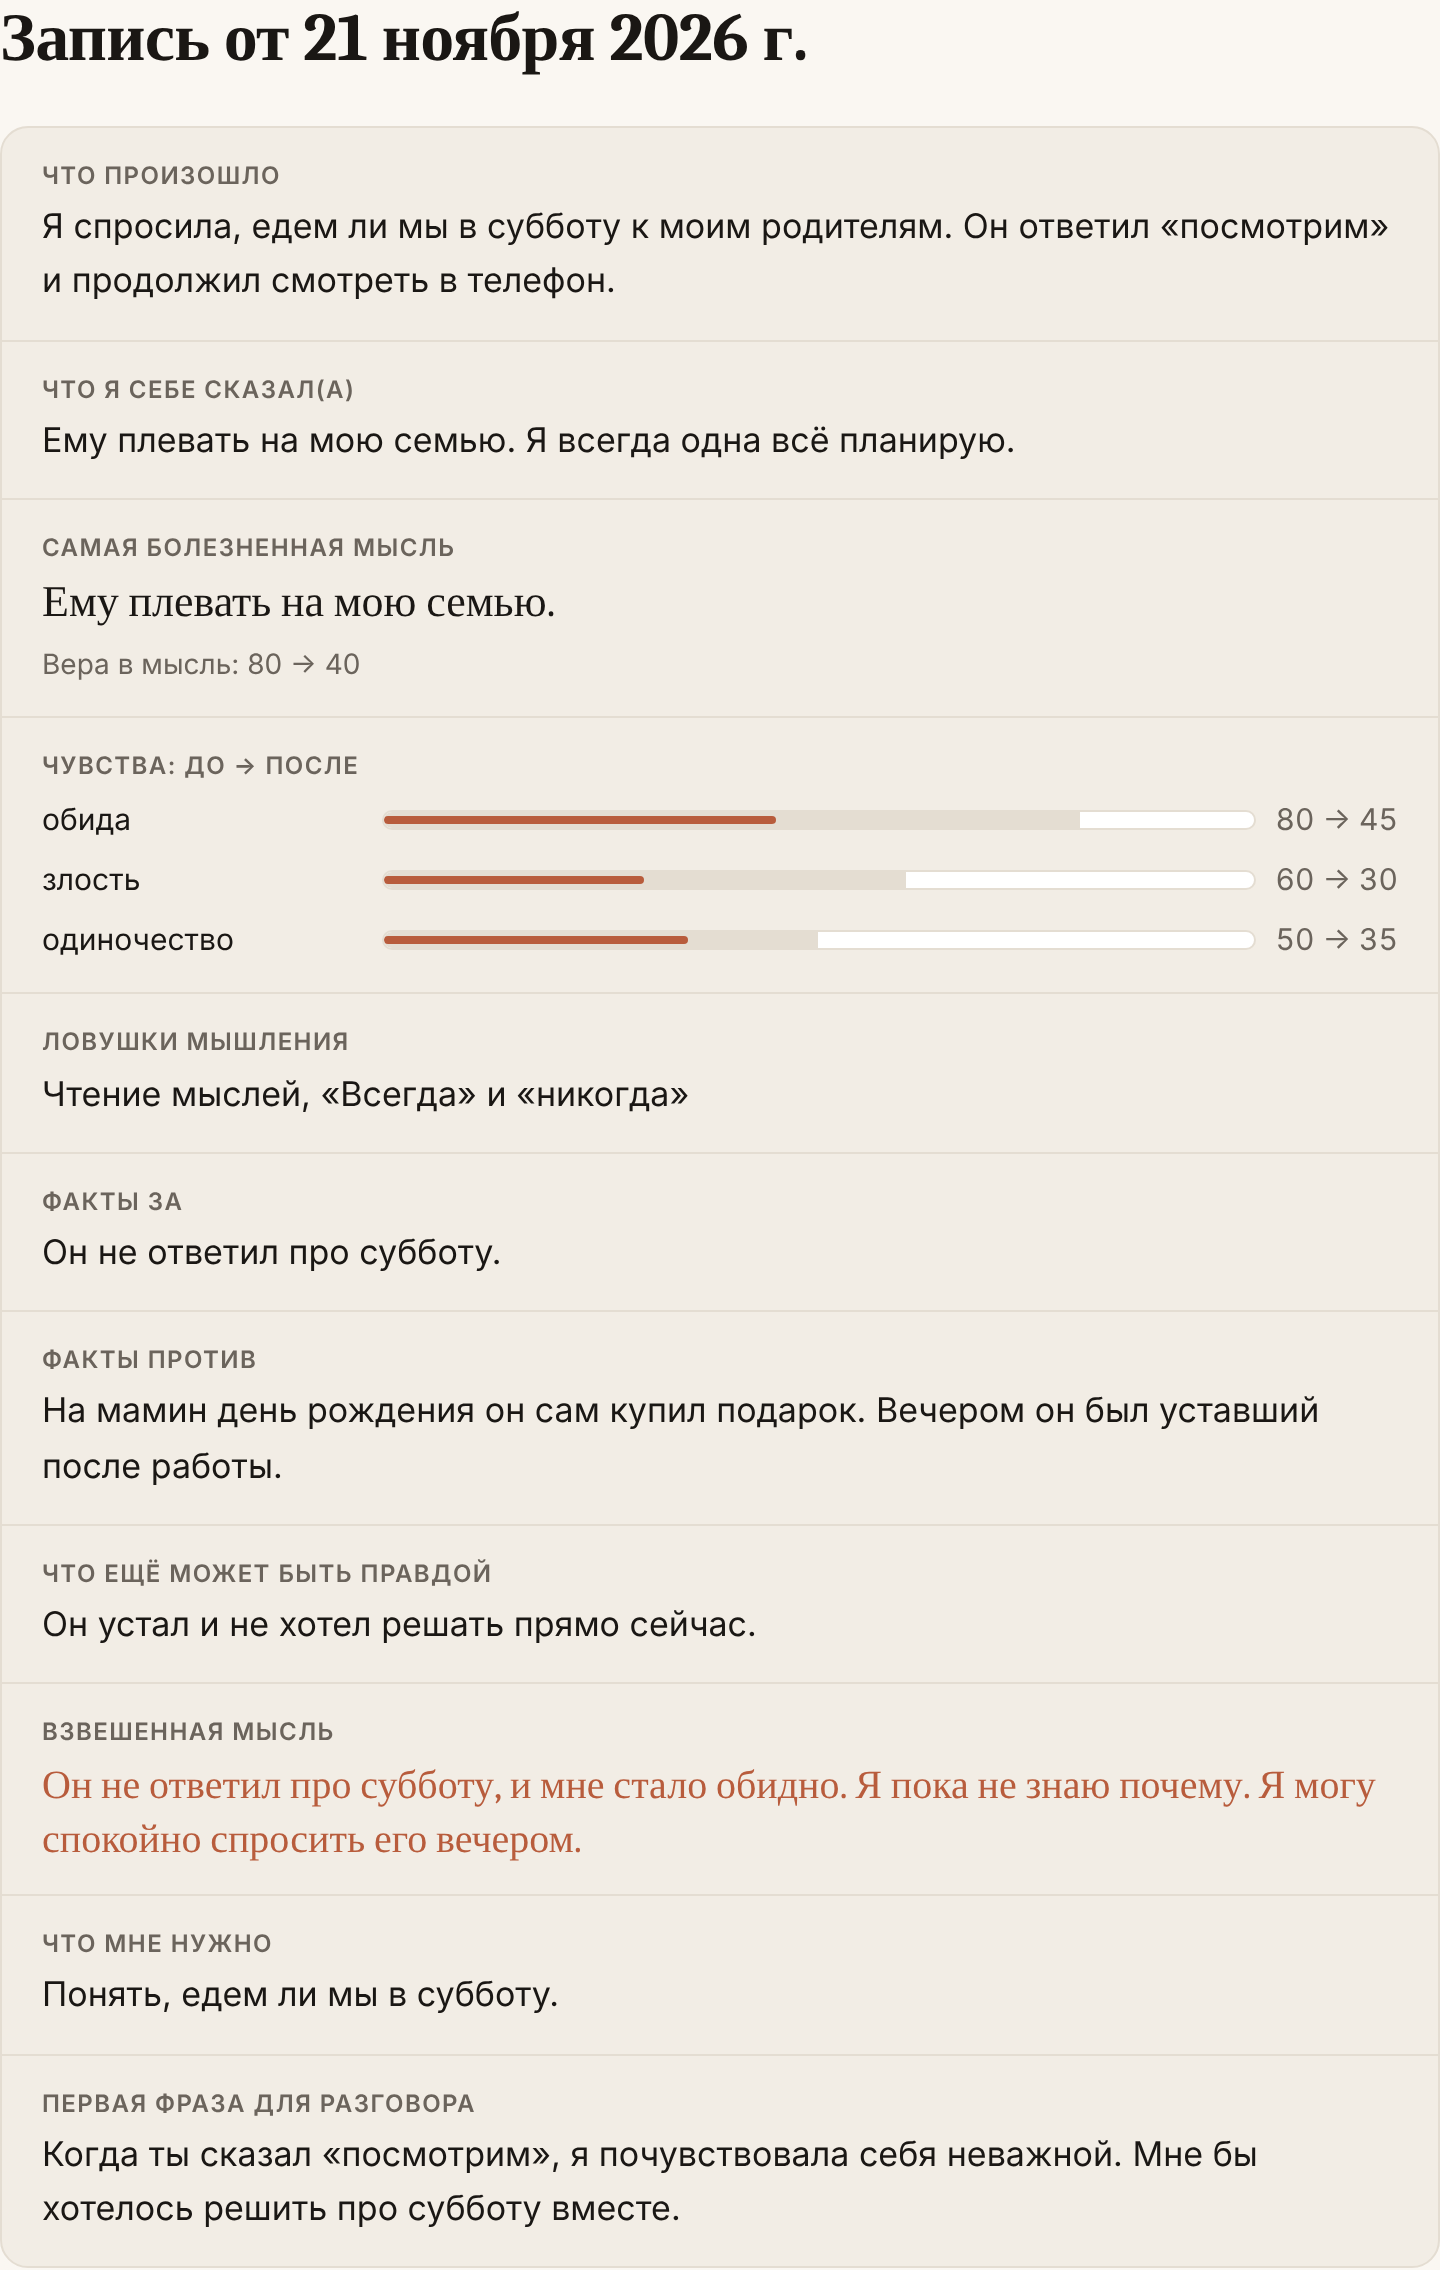 Запись от 21 ноября 2026 г.
ЧТО ПРОИЗОШЛО
Я спросила, едем ли мы в субботу к моим родителям. Он ответил «посмотрим»
и продолжил смотреть в телефон.
ЧТО Я СЕБЕ СКАЗАЛ(А)
Ему плевать на мою семью. Я всегда одна всё планирую.
САМАЯ БОЛЕЗНЕННАЯ МЫСЛЬ
Ему плевать на мою семью.
Вера в мысль: 80 → 40
ЧУВСТВА: ДО → ПОСЛЕ
обида 80 → 45
злость 60 → 30
одиночество 50 → 35
ЛОВУШКИ МЫШЛЕНИЯ
Чтение мыслей, «Всегда» и «никогда»
ФАКТЫ ЗА
Он не ответил про субботу.
ФАКТЫ ПРОТИВ
На мамин день рождения он сам купил подарок. Вечером он был уставший
после работы.
ЧТО ЕЩЁ МОЖЕТ БЫТЬ ПРАВДОЙ
Он устал и не хотел решать прямо сейчас.
ВЗВЕШЕННАЯ МЫСЛЬ
Он не ответил про субботу, и мне стало обидно. Я пока не знаю почему. Я могу
спокойно спросить его вечером.
ЧТО МНЕ НУЖНО
Понять, едем ли мы в субботу.
ПЕРВАЯ ФРАЗА ДЛЯ РАЗГОВОРА
Когда ты сказал «посмотрим», я почувствовала себя неважной. Мне бы
хотелось решить про субботу вместе.